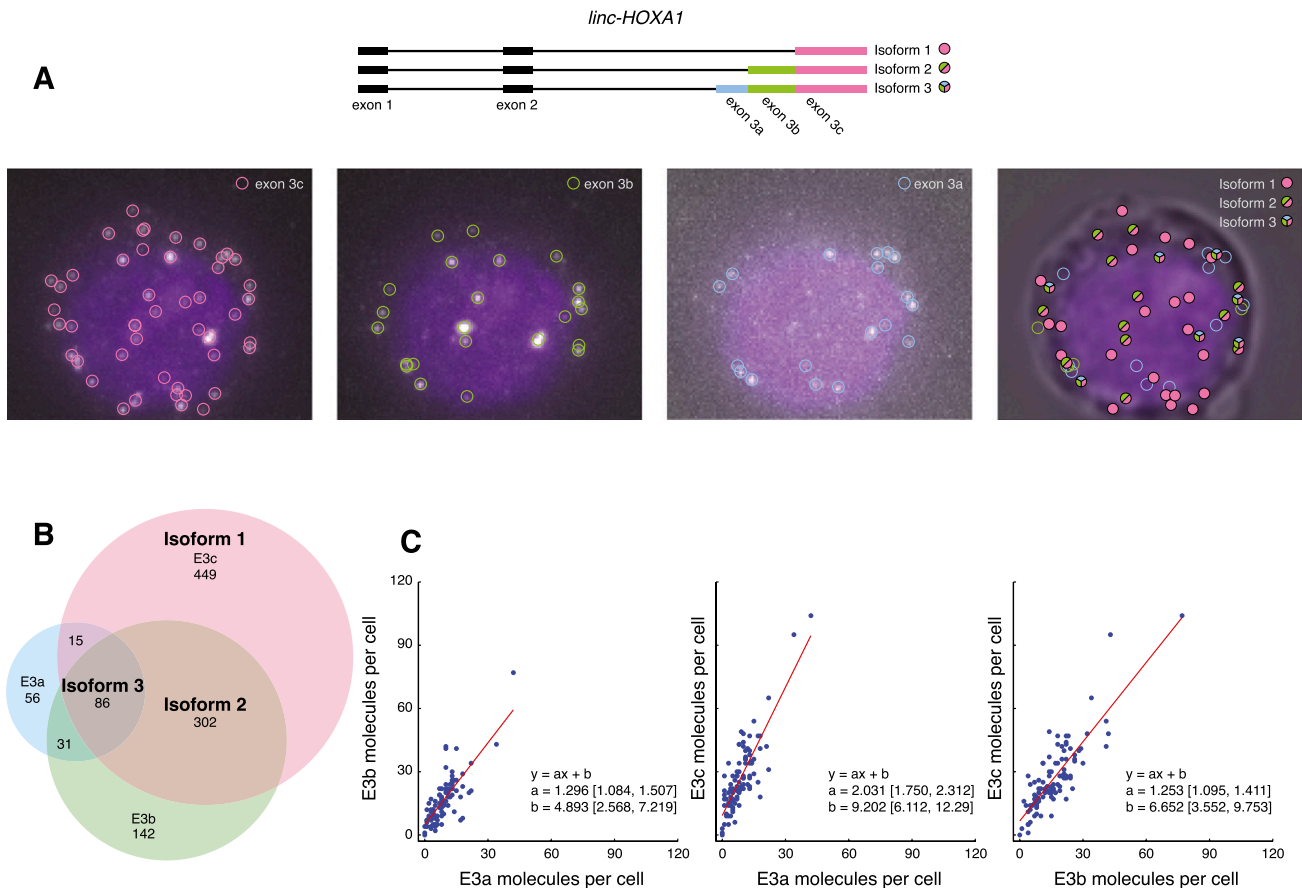 linc-HOXA1
A
Isoform 1
Isoform 2
Isoform 3
exon 1
exon 2
exon 3a
exon 3b
exon 3c
exon 3c
exon 3b
exon 3a
Isoform 1
Isoform 2
Isoform 3
B
Isoform 1
E3c
449
15
E3a
56
Isoform 3
86
Isoform 2
302
31
E3b
142
C
E3b molecules per cell
120
90
60
30
0
y = ax + b
a = 1.296 [1.084, 1.507]
b = 4.893 [2.568, 7.219]
0 30 60 90 120
E3a molecules per cell
E3c molecules per cell
y = ax + b
a = 2.031 [1.750, 2.312]
b = 9.202 [6.112, 12.29]
0 30 60 90 120
E3a molecules per cell
E3c molecules per cell
y = ax + b
a = 1.253 [1.095, 1.411]
b = 6.652 [3.552, 9.753]
0 30 60 90 120
E3b molecules per cell